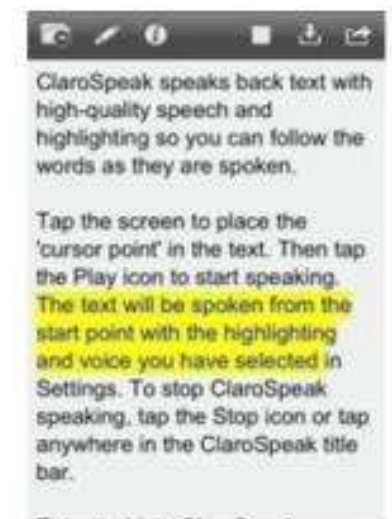 ClaroSpeak speaks back text with
high-quality speech and
highlighting so you can follow the
words as they are spoken.
Tap the screen to place the
'cursor point' in the text. Then tap
the Play icon to start speaking.
The text will be spoken from the
start point with the highlighting
and voice you have selected in
Settings. To stop ClaroSpeak
speaking, tap the Stop icon or tap
anywhere in the ClaroSpeak title
bar.